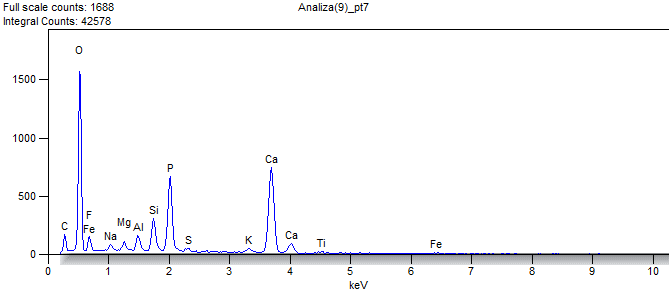 Full scale counts: 1688
Analiza(9)_pt7
Integral Counts: 42578
O
1500
1000
P
Ca
500
Si
F
C
Fe
Na
Mg
Al
S
K
Ca
Ti
Fe
0
0 1 2 3 4 5 6 7 8 9 10
keV